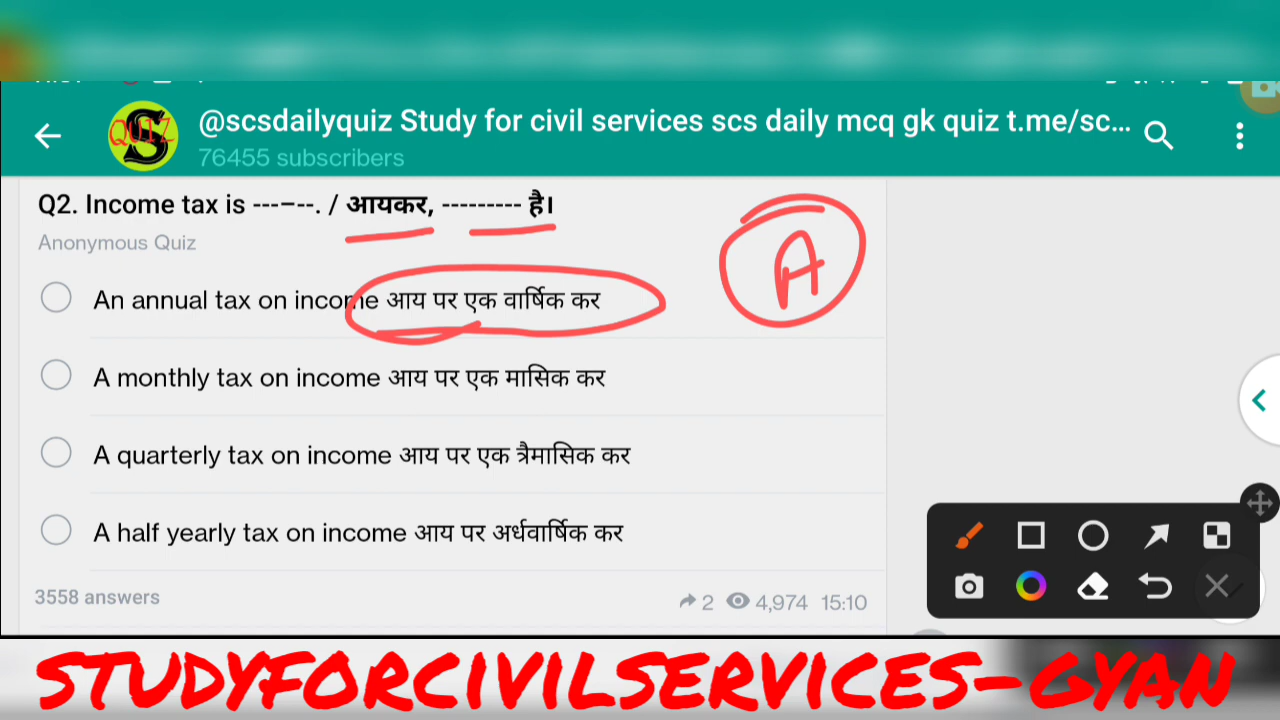 @scsdailyquiz Study for civil services scs daily mcq gk quiz t.me/sc...
76455 subscribers
Q2. Income tax is ---–--. / आयकर, --------- है।
Anonymous Quiz
A
An annual tax on income आय पर एक वार्षिक कर
A monthly tax on income आय पर एक मासिक कर
A quarterly tax on income आय पर एक त्रैमासिक कर
A half yearly tax on income आय पर अर्धवार्षिक कर
3558 answers
2 4,974 15:10
STUDYFORCIVILSERVICES-GYAN